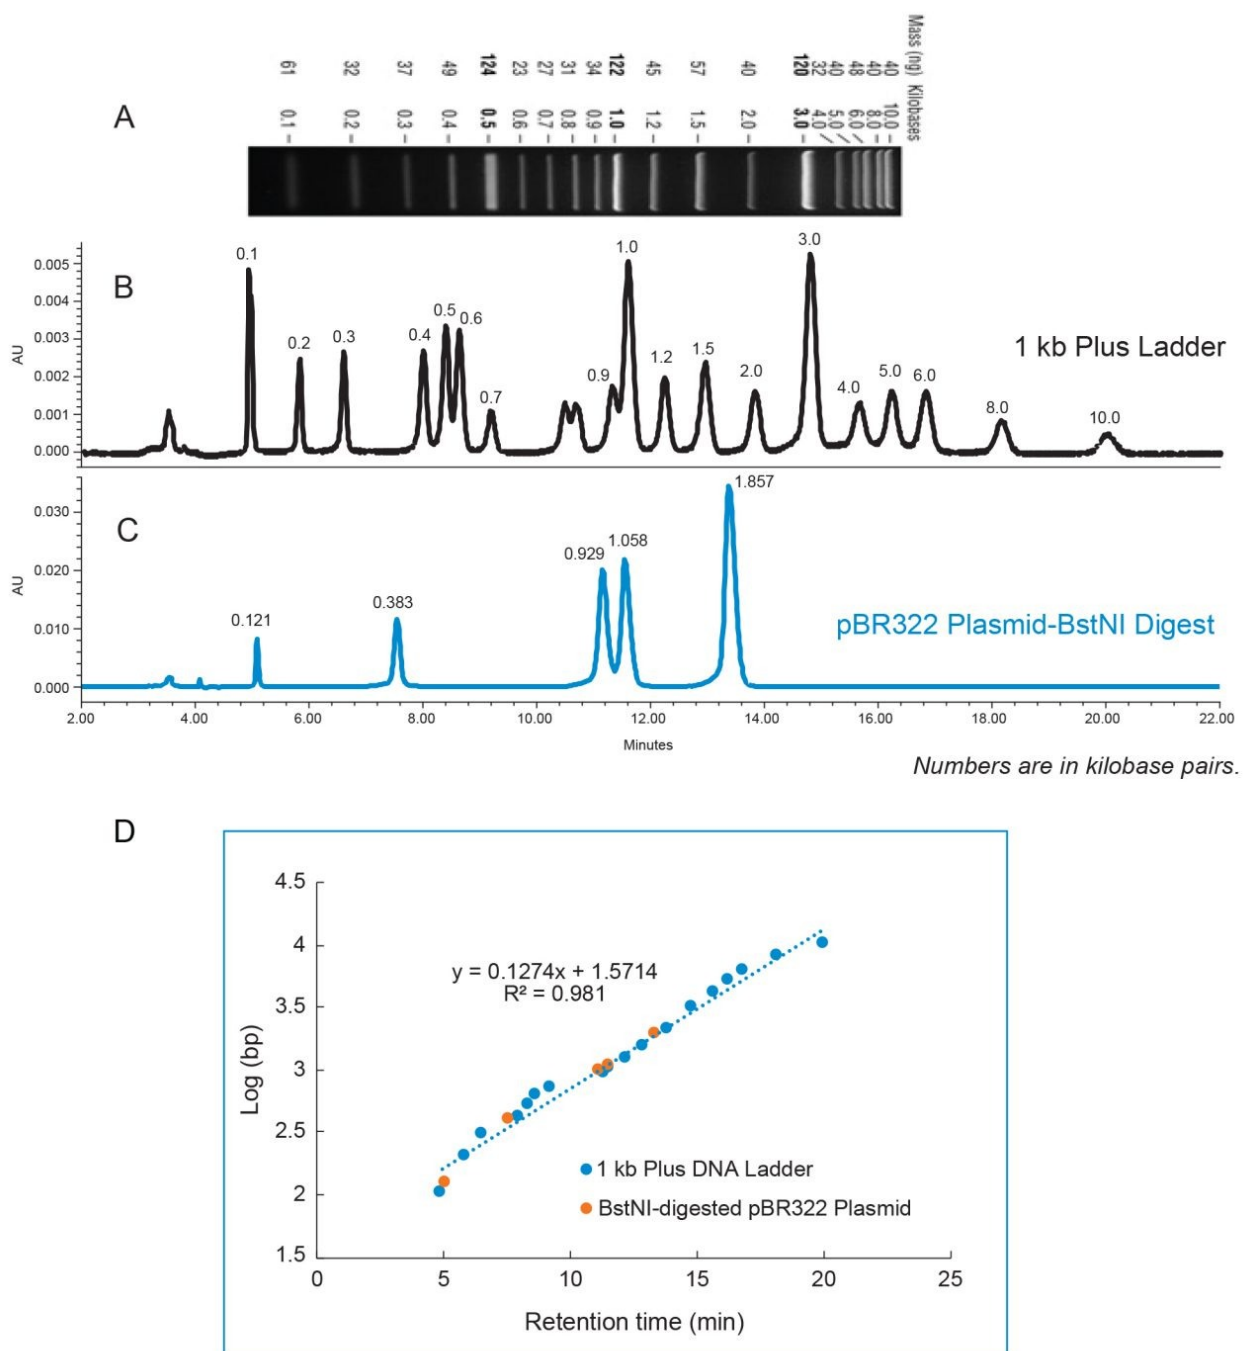 Mass (ng) Kilobases
61 32 37 49 124 23 27 31 34 122 45 57 40 120 32 40 48 40 40
A
0.1 – 0.2 – 0.3 – 0.4 – 0.5 – 0.6 – 0.7 – 0.8 – 0.9 – 1.0 – 1.2 – 1.5 – 2.0 – 3.0 – 4.0 / 5.0 / 6.0 / 8.0 – 10.0 –
B
AU
0.005
0.004
0.003
0.002
0.001
0.000
0.1 0.2 0.3 0.4 0.5 0.6 0.7 0.9 1.0 1.2 1.5 2.0 3.0 4.0 5.0 6.0 8.0 10.0
1 kb Plus Ladder
C
AU
0.030
0.020
0.010
0.000
0.121 0.383 0.929 1.058 1.857
pBR322 Plasmid-BstNI Digest
2.00 4.00 6.00 8.00 10.00 12.00 14.00 16.00 18.00 20.00 22.00
Minutes
Numbers are in kilobase pairs.
D
Log (bp)
4.5
4
3.5
3
2.5
2
1.5
y = 0.1274x + 1.5714
R² = 0.981
1 kb Plus DNA Ladder
BstNI-digested pBR322 Plasmid
0 5 10 15 20 25
Retention time (min)